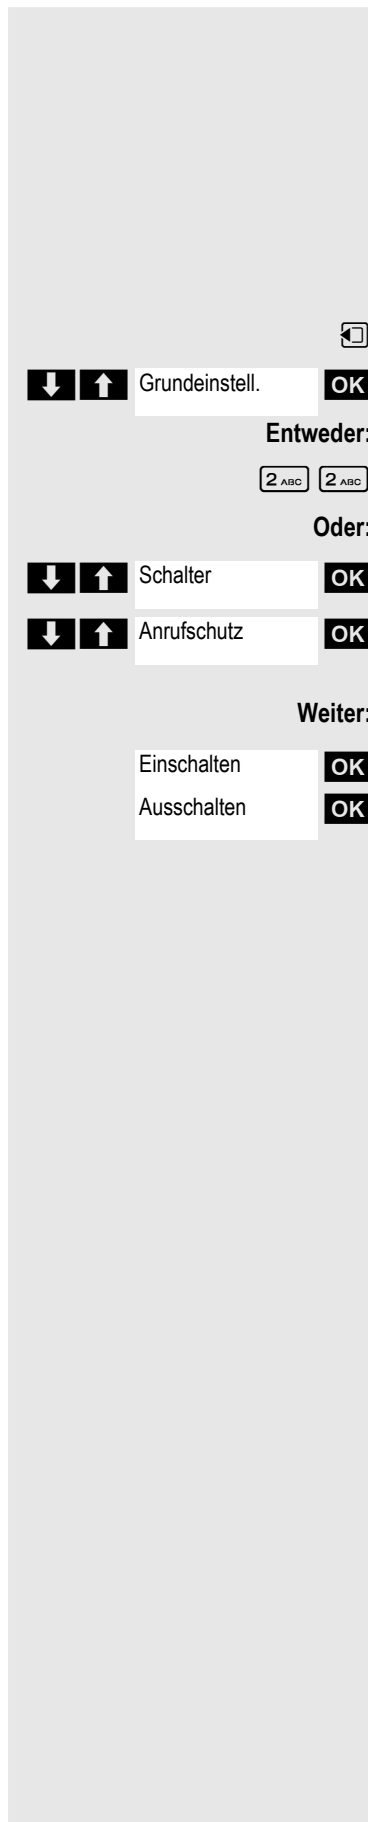 Grundeinstell. OK
Entweder:
2 ABC 2 ABC
Oder:
Schalter OK
Anrufschutz OK
Weiter:
Einschalten OK
Ausschalten OK